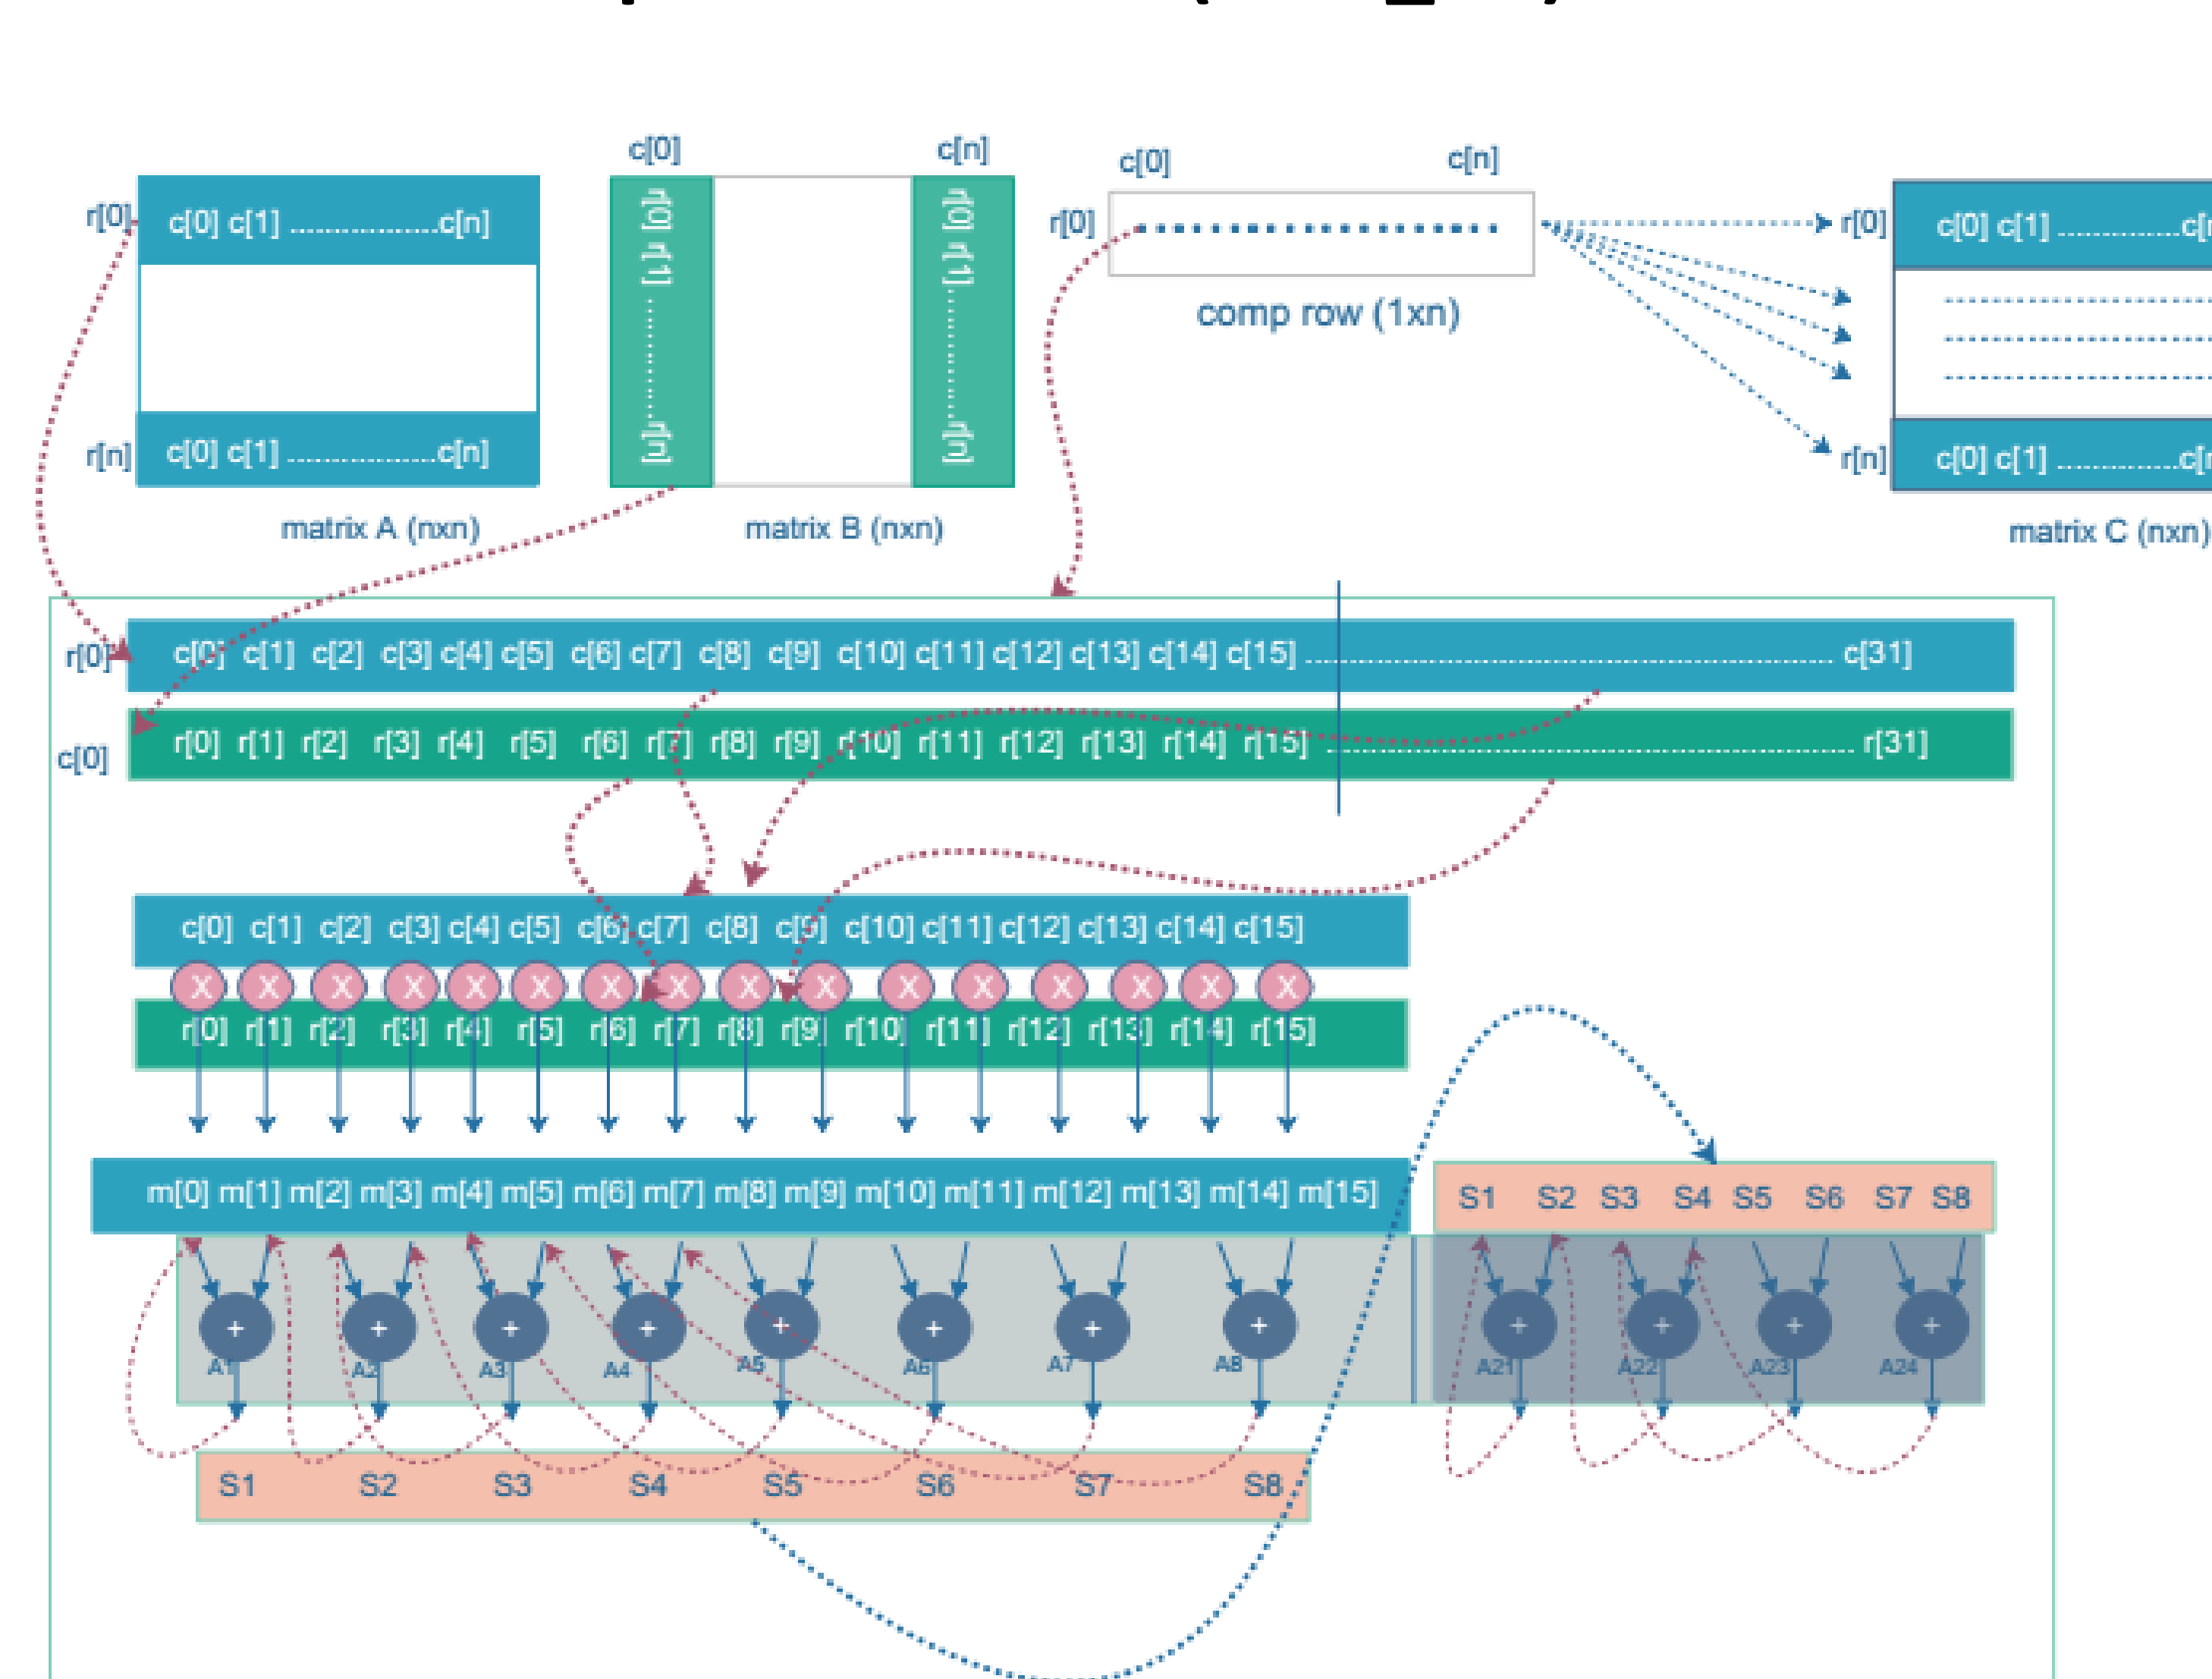 c[0] c[n] c[0] c[n]
r[0] c[0] c[1] ....................c[n] r[0] r[1] ....................r[n] r[0] r[1] ....................r[n] r[0] r[0] c[0] c[1] ................
comp row (1xn)
r[n] c[0] c[1] ....................c[n] r[n] c[0] c[1] ................
matrix A (nxn) matrix B (nxn) matrix C (nxn)
r[0] c[0] c[1] c[2] c[3] c[4] c[5] c[6] c[7] c[8] c[9] c[10] c[11] c[12] c[13] c[14] c[15] .................... c[31]
c[0] r[0] r[1] r[2] r[3] r[4] r[5] r[6] r[7] r[8] r[9] r[10] r[11] r[12] r[13] r[14] r[15] .................... r[31]
c[0] c[1] c[2] c[3] c[4] c[5] c[6] c[7] c[8] c[9] c[10] c[11] c[12] c[13] c[14] c[15]
X X X X X X X X X X X X X X X X
r[0] r[1] r[2] r[3] r[4] r[5] r[6] r[7] r[8] r[9] r[10] r[11] r[12] r[13] r[14] r[15]
m[0] m[1] m[2] m[3] m[4] m[5] m[6] m[7] m[8] m[9] m[10] m[11] m[12] m[13] m[14] m[15] S1 S2 S3 S4 S5 S6 S7 S8
+ + + + + + + + + + + +
A1 A2 A3 A4 A5 A6 A7 A8 A21 A22 A23 A24
S1 S2 S3 S4 S5 S6 S7 S8